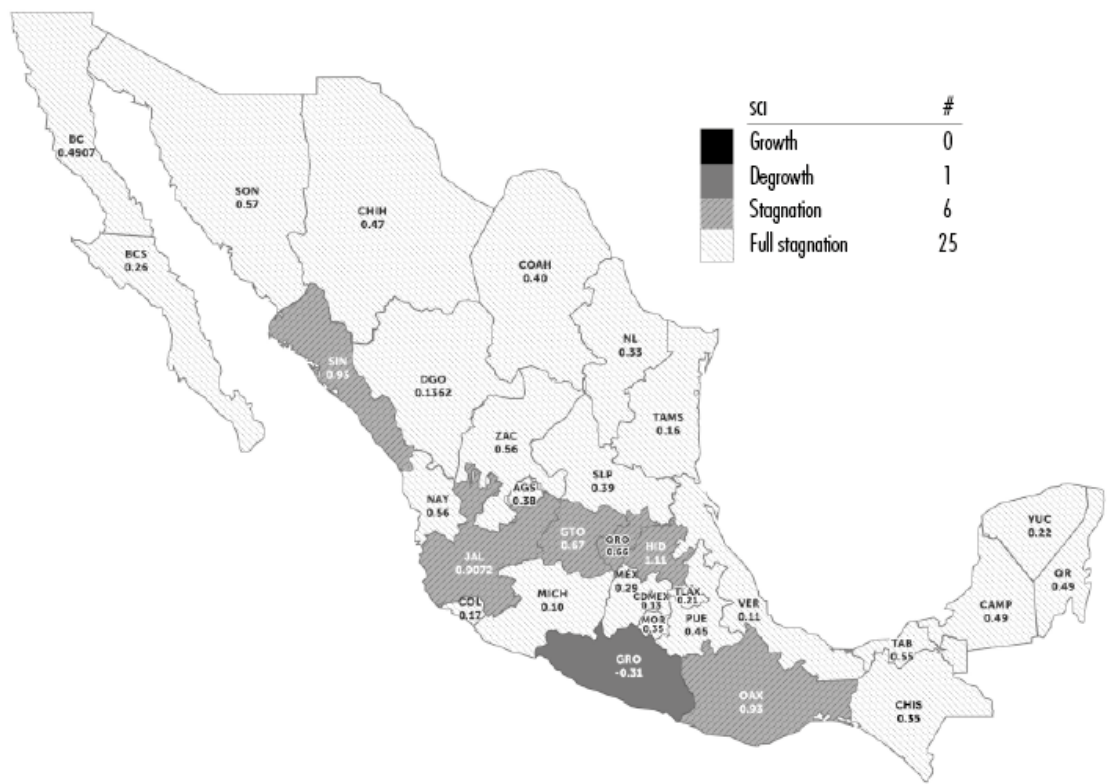 sci #
Growth 0
Degrowth 1
Stagnation 6
Full stagnation 25
BC
0.4907
SON
0.57
CHIH
0.47
BCS
0.26
COAH
0.40
NL
0.33
SIN
0.95
DGO
0.1362
TAMS
0.16
ZAC
0.56
SLP
0.39
AGS
0.38
NAY
0.56
YUC
0.22
GTO
0.67
QRO
0.66
HID
1.11
JAL
0.9072
MEX
0.29
QR
0.49
MICH
0.10
CDMEX
0.13
TLAX
0.21
COL
0.17
VER
0.11
CAMP
0.49
MOR
0.35
PUE
0.45
TAB
0.55
GRO
-0.31
OAX
0.93
CHIS
0.35